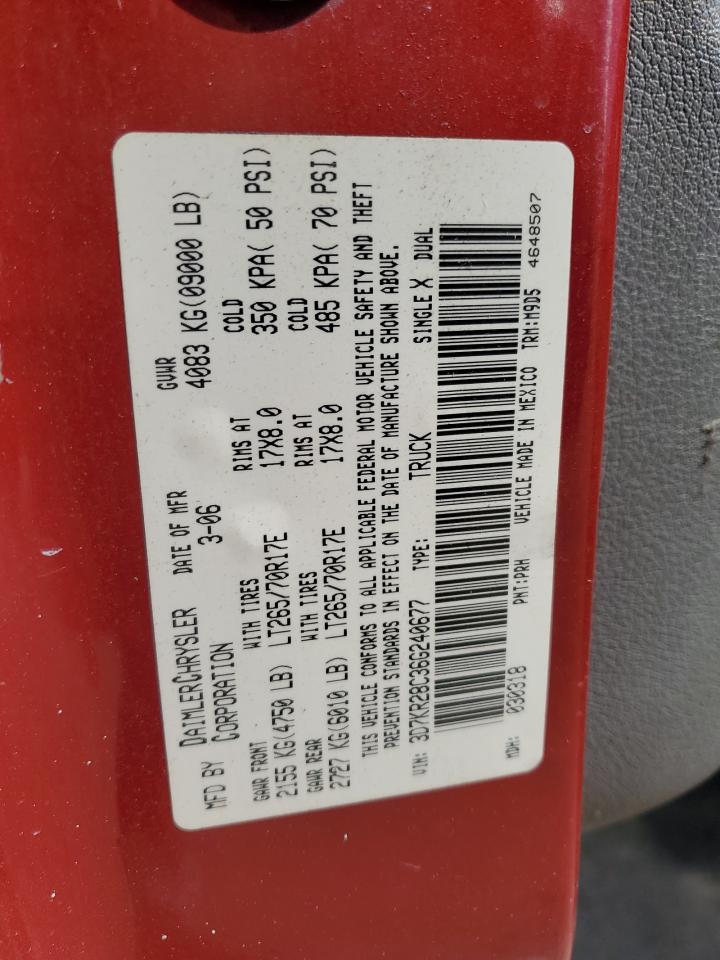 MFD BY DAIMLERCHRYSLER CORPORATION
DATE OF MFR 3-06
GVWR 4083 KG(09000 LB)
GAWR FRONT WITH TIRES RIMS AT COLD
2155 KG(4750 LB) LT265/70R17E 17X8.0 350 KPA( 50 PSI)
GAWR REAR WITH TIRES RIMS AT COLD
2727 KG(6010 LB) LT265/70R17E 17X8.0 485 KPA( 70 PSI)
THIS VEHICLE CONFORMS TO ALL APPLICABLE FEDERAL MOTOR VEHICLE SAFETY AND THEFT
PREVENTION STANDARDS IN EFFECT ON THE DATE OF MANUFACTURE SHOWN ABOVE.
VIN: 3D7KR28C36G240677 TYPE: TRUCK SINGLE X DUAL
MDH: 030318 PNT:PRH VEHICLE MADE IN MEXICO TRM:M9D5 4648507